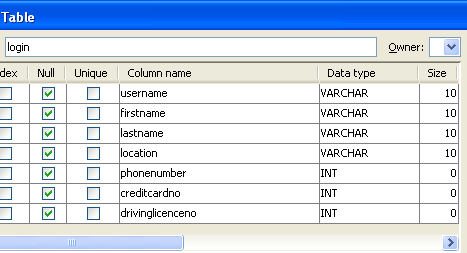 Table
login Owner:
dex Null Unique Column name Data type Size
username VARCHAR 10
firstname VARCHAR 10
lastname VARCHAR 10
location VARCHAR 10
phonenumber INT 0
creditcardno INT 0
drivinglicenceno INT 0